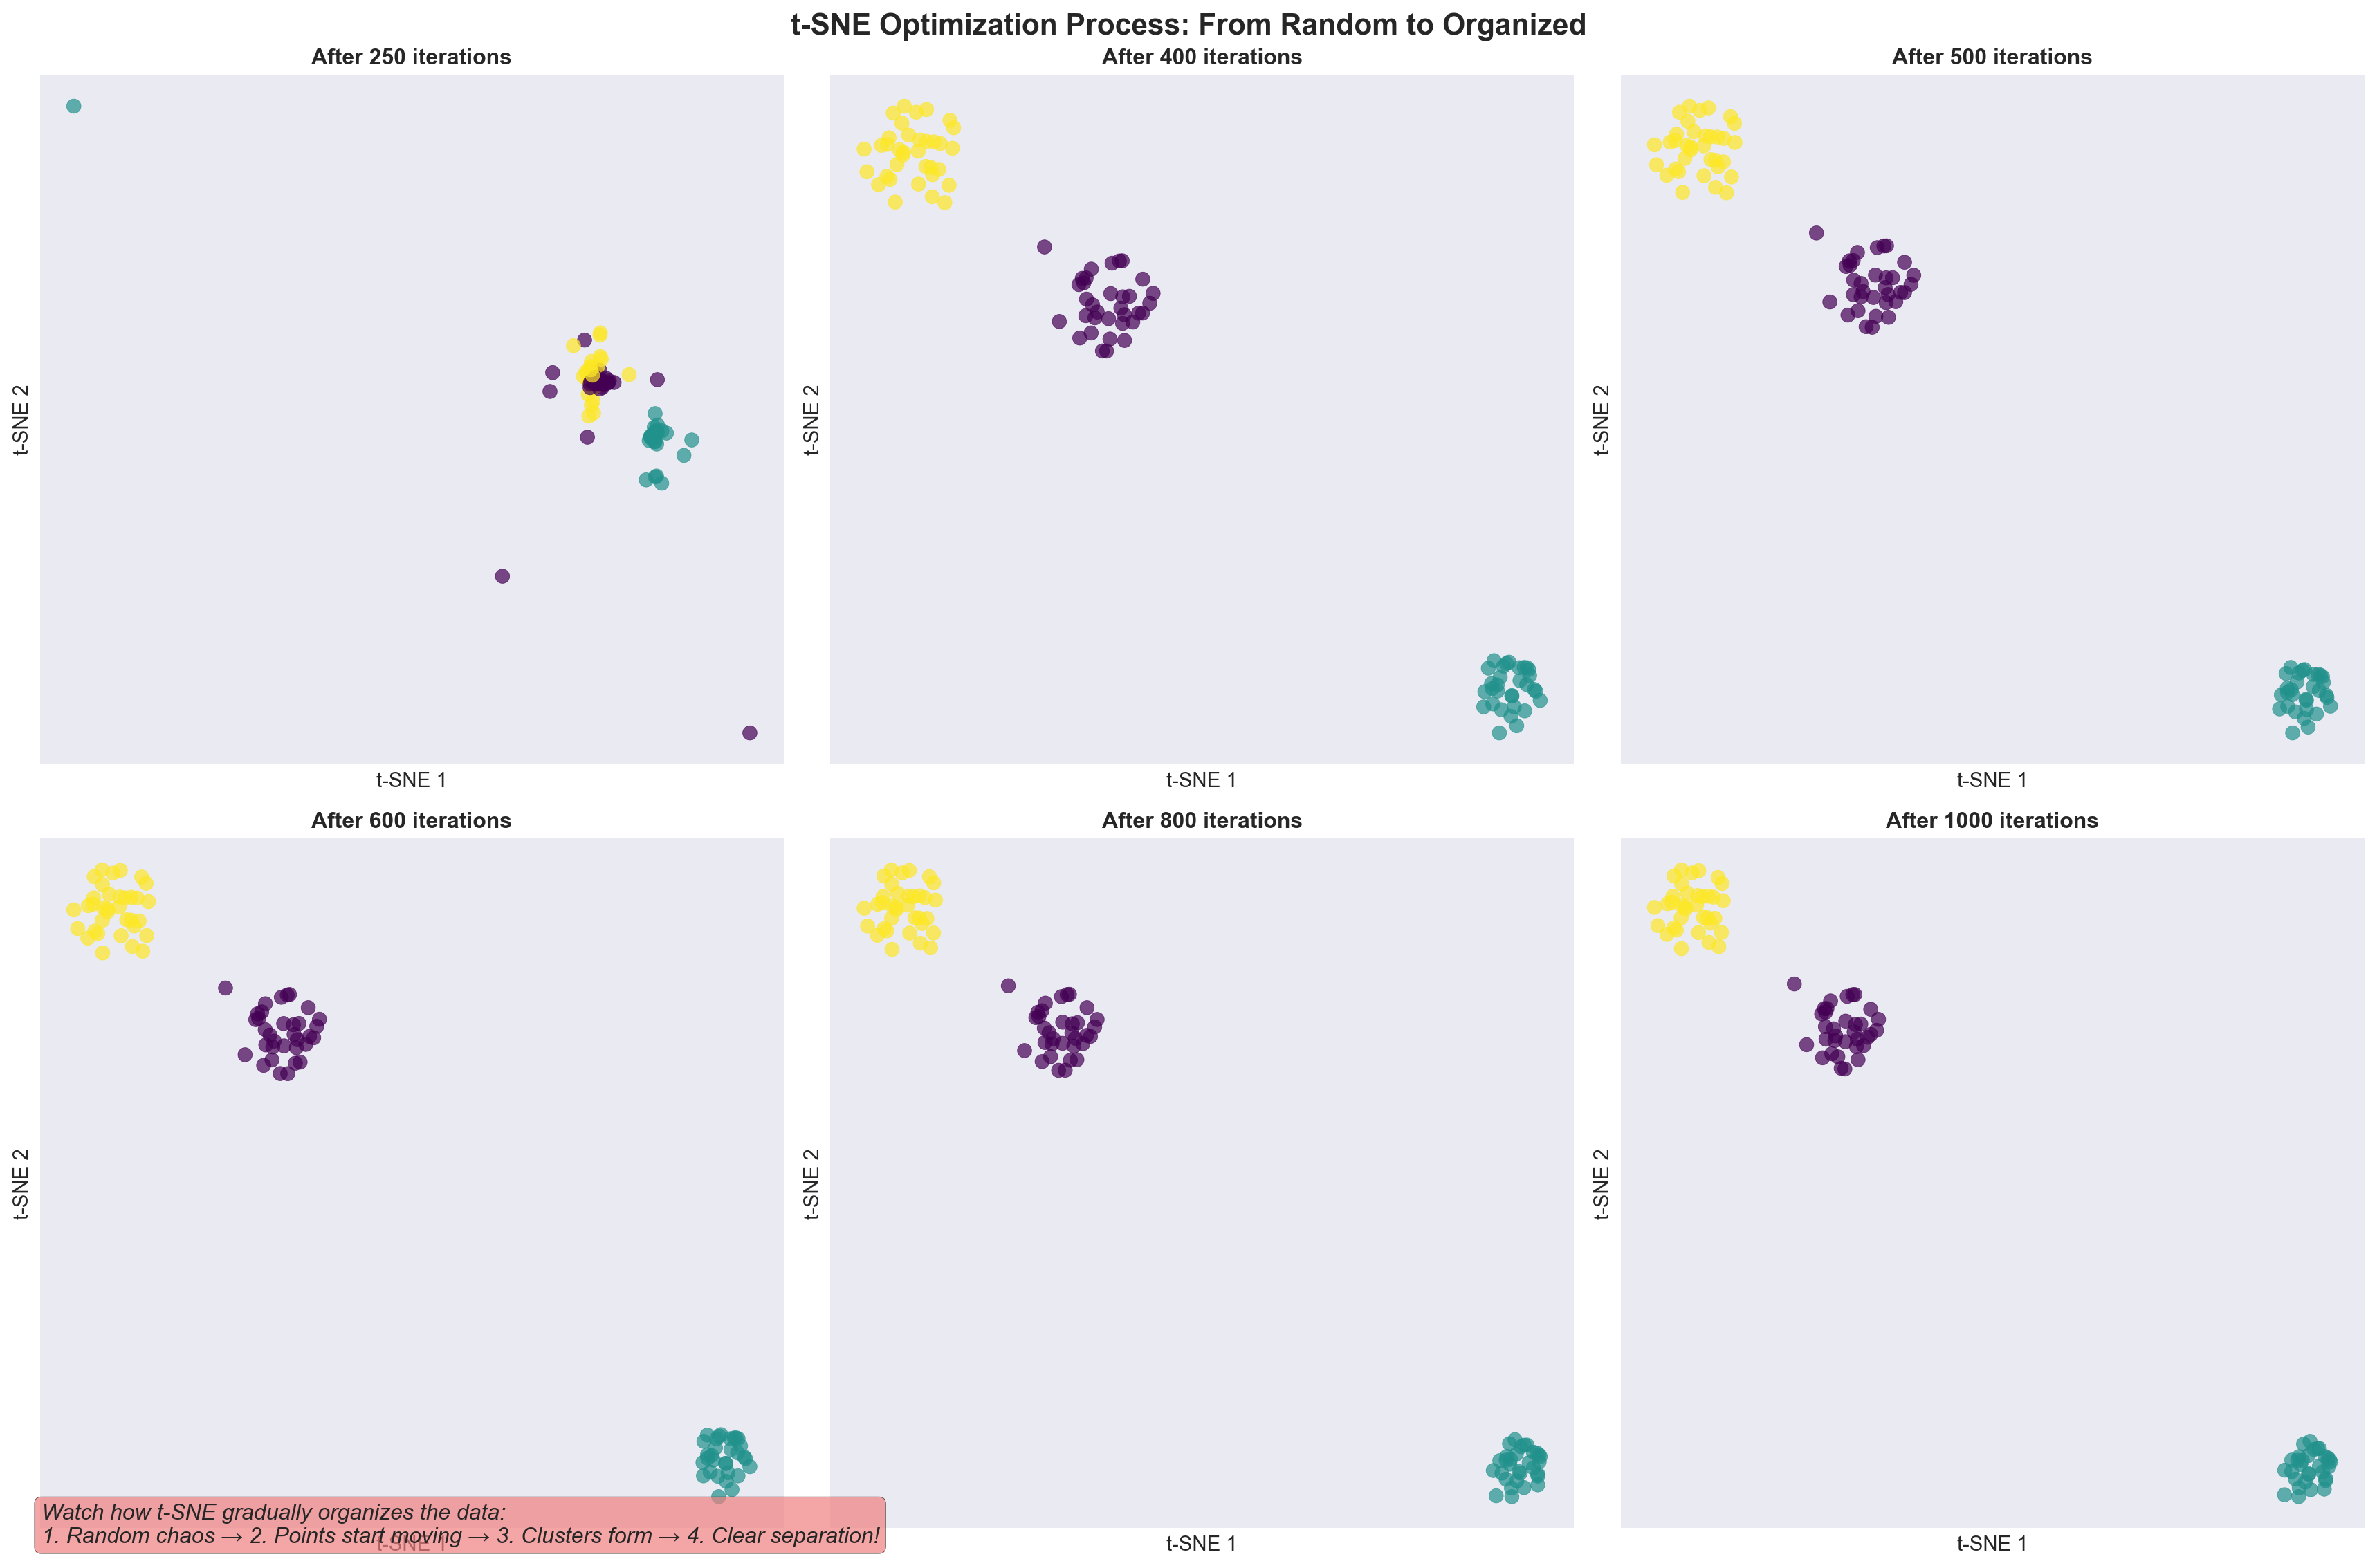 t-SNE Optimization Process: From Random to Organized
After 250 iterations
t-SNE 2
t-SNE 1
After 400 iterations
t-SNE 2
t-SNE 1
After 500 iterations
t-SNE 2
t-SNE 1
After 600 iterations
t-SNE 2
t-SNE 1
After 800 iterations
t-SNE 2
t-SNE 1
After 1000 iterations
t-SNE 2
t-SNE 1
Watch how t-SNE gradually organizes the data:
1. Random chaos → 2. Points start moving → 3. Clusters form → 4. Clear separation!